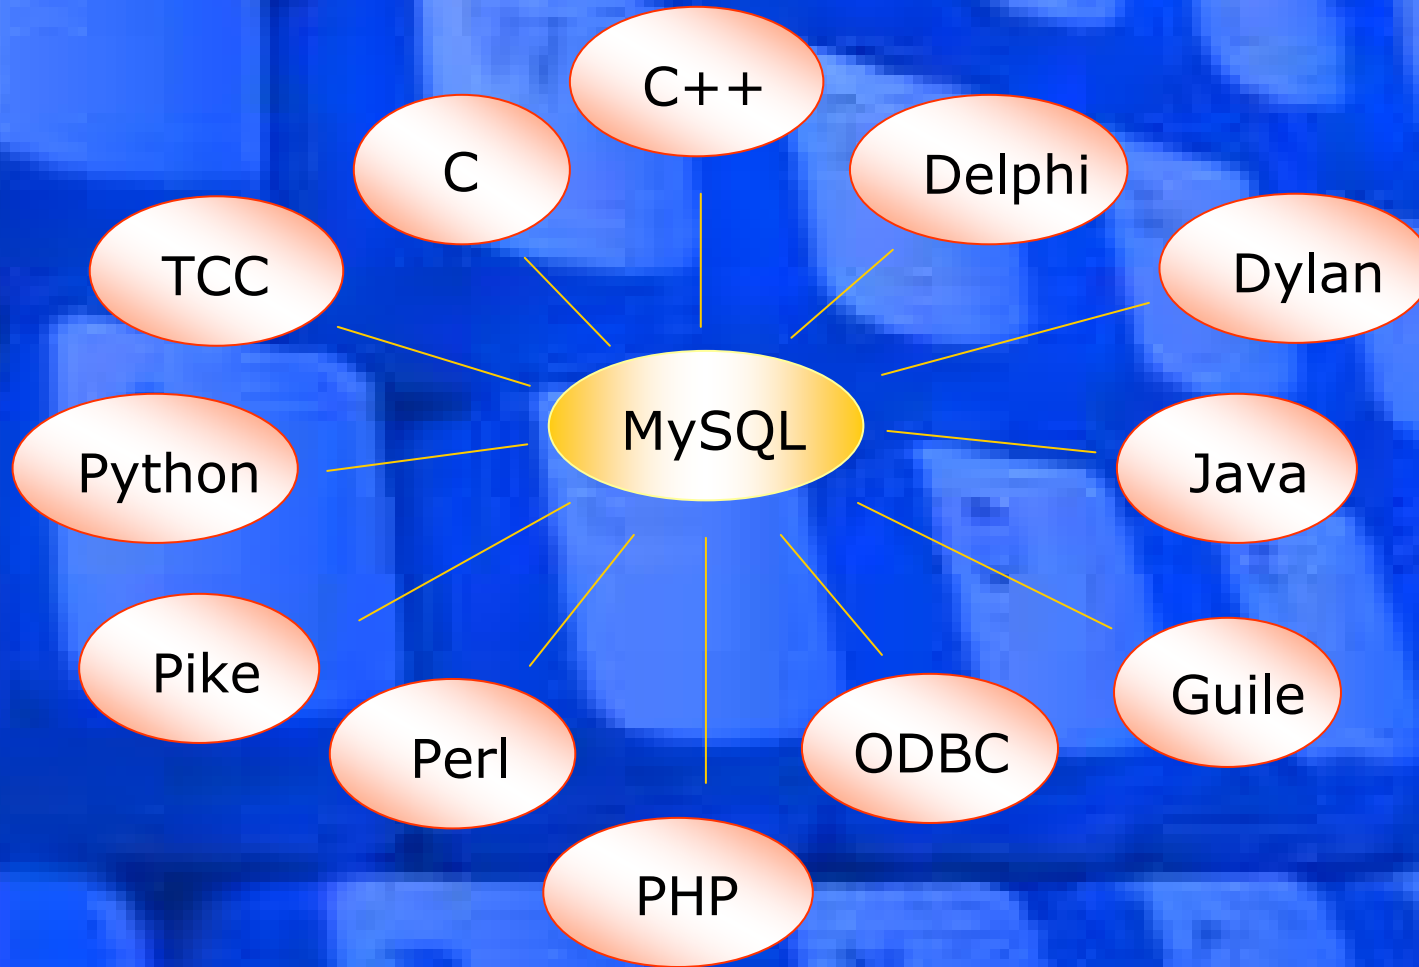 C++
C
Delphi
TCC
Dylan
MySQL
Python
Java
Pike
Guile
Perl
ODBC
PHP